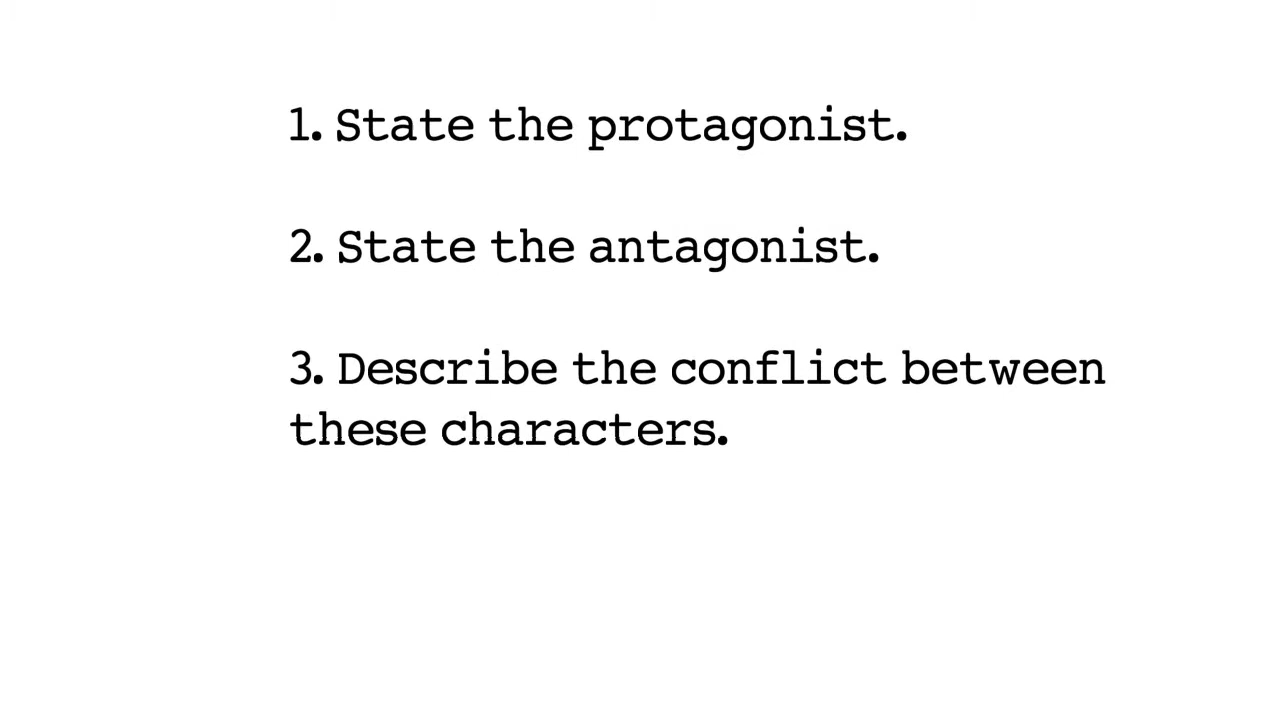 1. State the protagonist.
2. State the antagonist.
3. Describe the conflict between
these characters.